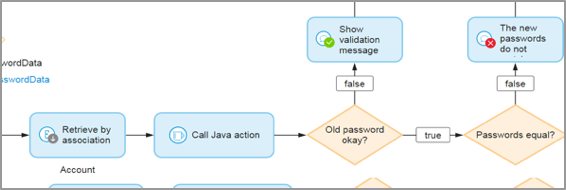 Show
validation
message
The new
passwords
do not
false
false
wordData
sswordData
Retrieve by
association
Call Java action
Old password
okay?
true
Passwords equal?
Account